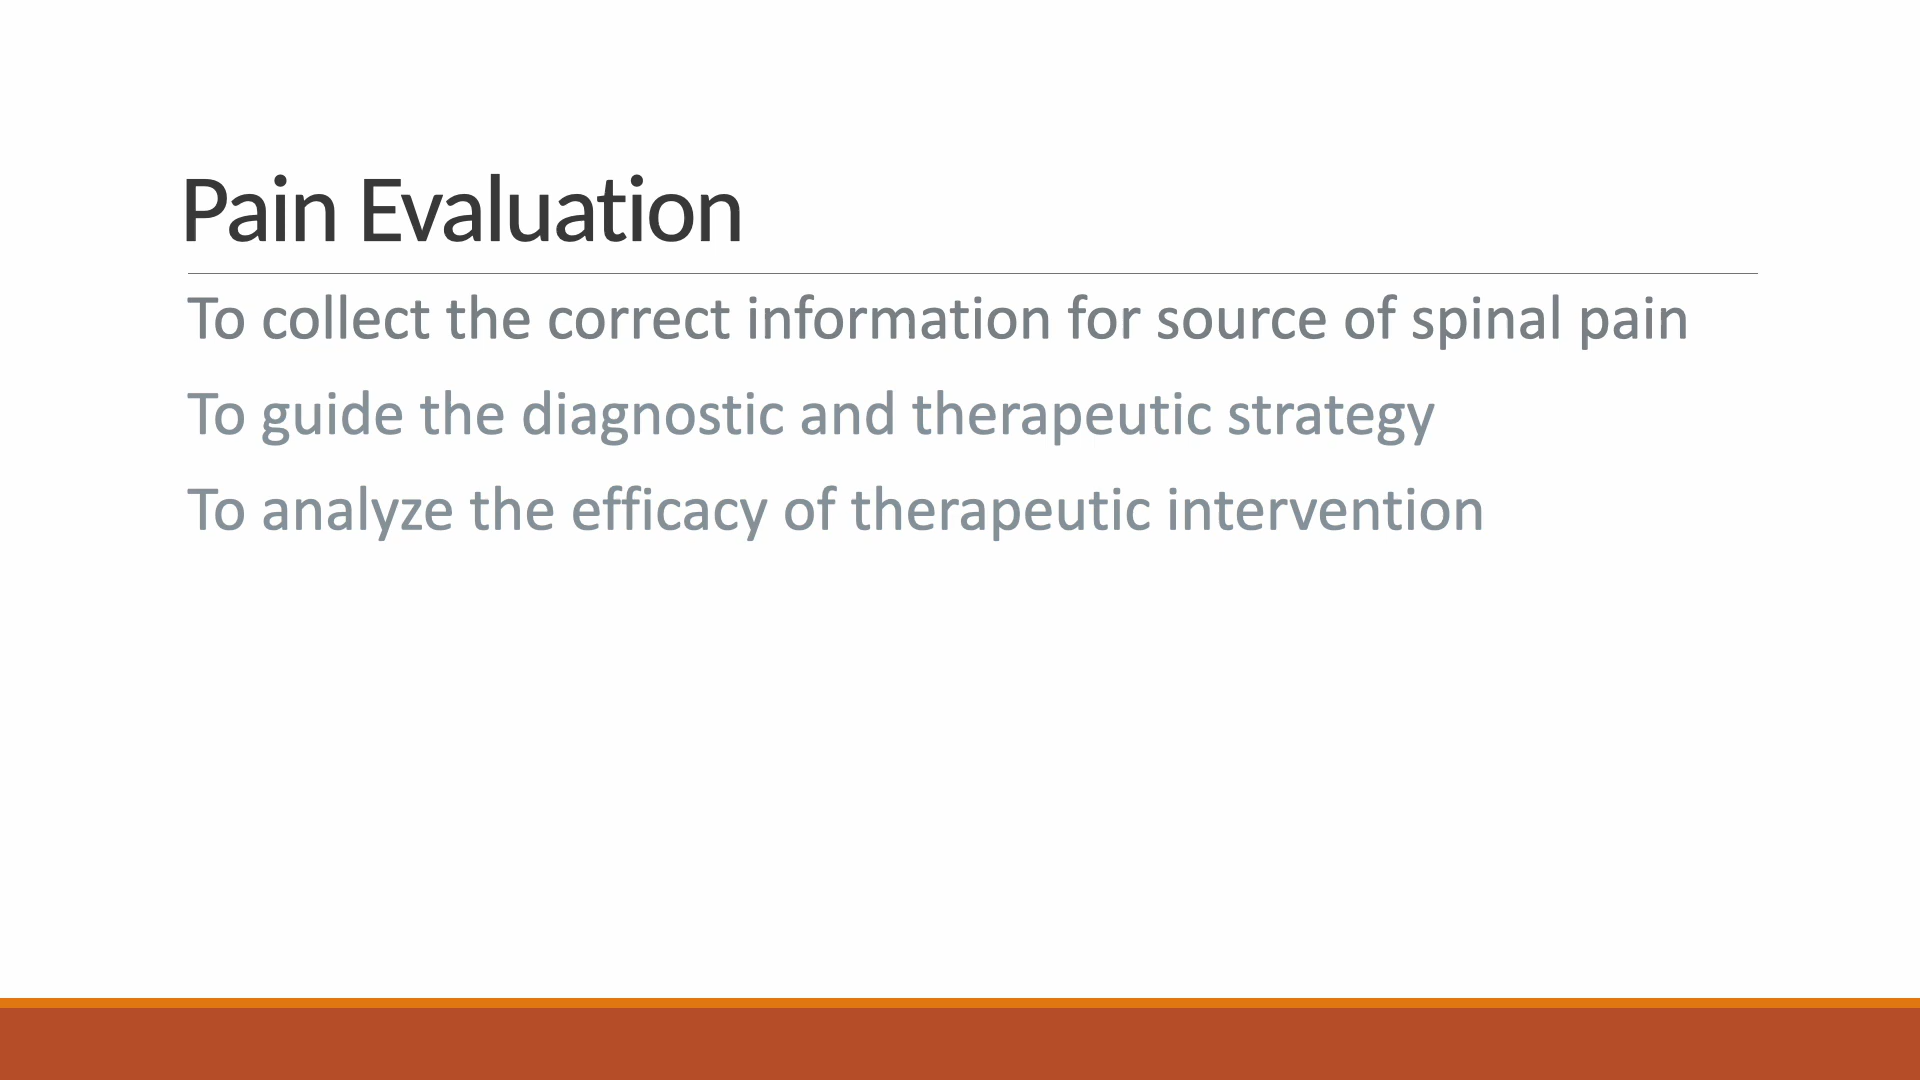 Pain Evaluation
To collect the correct information for source of spinal pain
To guide the diagnostic and therapeutic strategy
To analyze the efficacy of therapeutic intervention